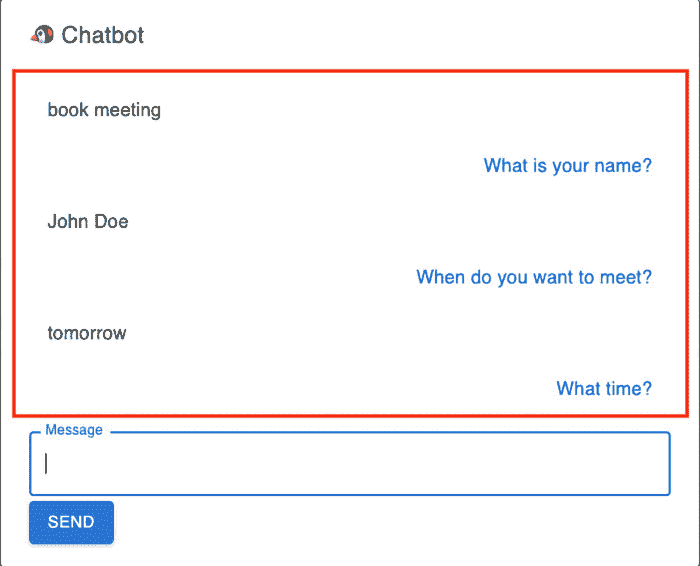 Chatbot
book meeting
What is your name?
John Doe
When do you want to meet?
tomorrow
What time?
Message
SEND